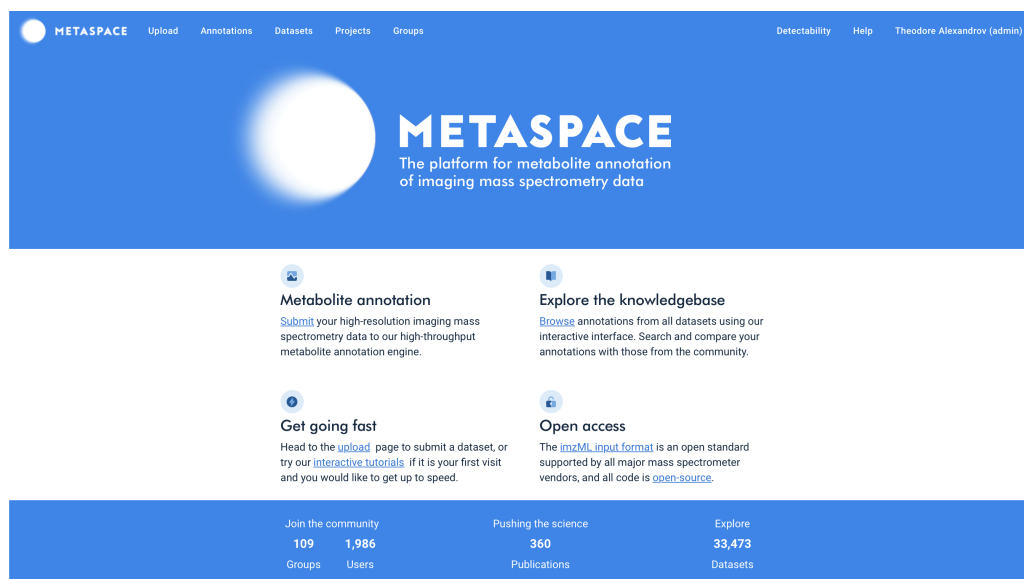 METASPACE Upload Annotations Datasets Projects Groups Detectability Help Theodore Alexandrov (admin)
METASPACE
The platform for metabolite annotation
of imaging mass spectrometry data
Metabolite annotation
Submit your high-resolution imaging mass
spectrometry data to our high-throughput
metabolite annotation engine.
Explore the knowledgebase
Browse annotations from all datasets using our
interactive interface. Search and compare your
annotations with those from the community.
Get going fast
Head to the upload page to submit a dataset, or
try our interactive tutorials if it is your first visit
and you would like to get up to speed.
Open access
The imzML input format is an open standard
supported by all major mass spectrometer
vendors, and all code is open-source.
Join the community
109 1,986
Groups Users
Pushing the science
360
Publications
Explore
33,473
Datasets